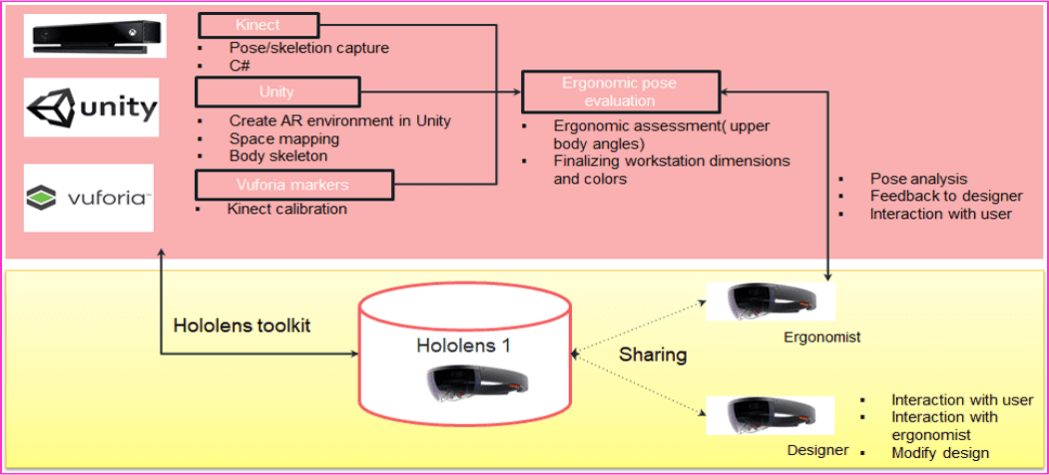 Kinect
▪ Pose/skeletion capture
▪ C#
unity
Unity
▪ Create AR environment in Unity
▪ Space mapping
▪ Body skeleton
vuforia™
Vuforia markers
▪ Kinect calibration
Ergonomic pose
evaluation
▪ Ergonomic assessment( upper
body angles)
▪ Finalizing workstation dimensions
and colors
▪ Pose analysis
▪ Feedback to designer
▪ Interaction with user
Hololens toolkit
Hololens 1
Sharing
Ergonomist
Designer
▪ Interaction with user
▪ Interaction with
ergonomist
▪ Modify design